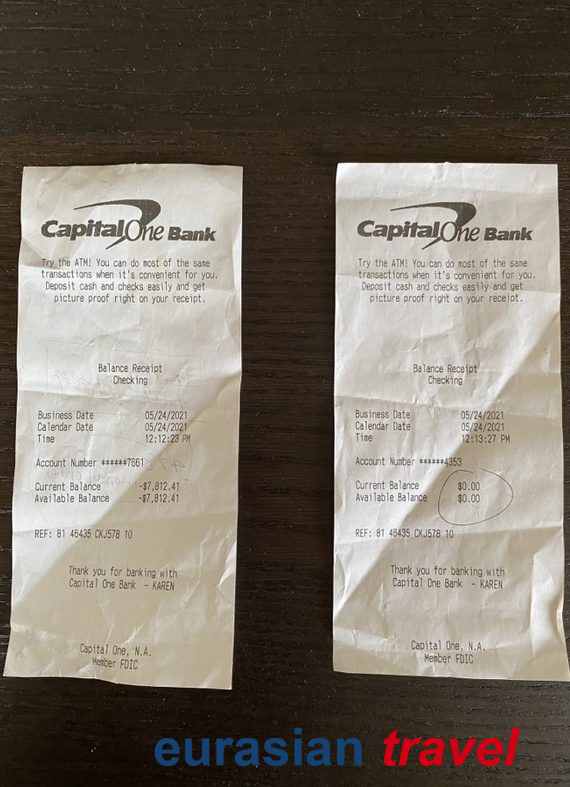 CapitalOne Bank
Try the ATM! You can do most of the same
transactions when it's convenient for you.
Deposit cash and checks easily and get
picture proof right on your receipt.
Balance Receipt
Checking
Business Date 05/24/2021
Calendar Date 05/24/2021
Time 12:12:23 PM
Account Number ******7661
Current Balance -$7,812.41
Available Balance -$7,812.41
REF: 81 46435 CKJ578 10
Thank you for banking with
Capital One Bank - KAREN
Capital One, N.A.
Member FDIC
CapitalOne Bank
Try the ATM! You can do most of the same
transactions when it's convenient for you.
Deposit cash and checks easily and get
picture proof right on your receipt.
Balance Receipt
Checking
Business Date 05/24/2021
Calendar Date 05/24/2021
Time 12:13:27 PM
Account Number ******4353
Current Balance $0.00
Available Balance $0.00
REF: 81 46435 CKJ578 10
Thank you for banking with
Capital One Bank - KAREN
Capital One, N.A.
Member FDIC
eurasian travel